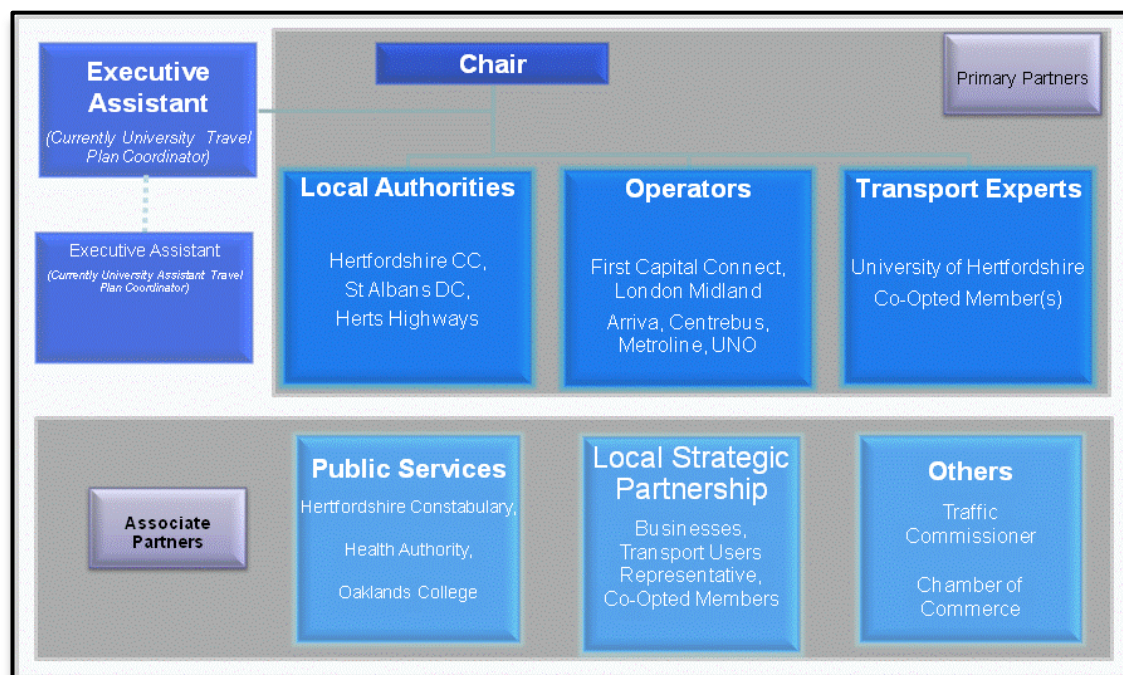 Executive
Assistant
(Currently University Travel
Plan Coordinator)
Chair
Primary Partners
Executive Assistant
(Currently University Assistant Travel
Plan Coordinator)
Local Authorities
Hertfordshire CC,
St Albans DC,
Herts Highways
Operators
First Capital Connect,
London Midland
Arriva, Centrebus,
Metroline, UNO
Transport Experts
University of Hertfordshire
Co-Opted Member(s)
Associate
Partners
Public Services
Hertfordshire Constabulary,
Health Authority,
Oaklands College
Local Strategic
Partnership
Businesses,
Transport Users
Representative,
Co-Opted Members
Others
Traffic
Commissioner
Chamber of
Commerce